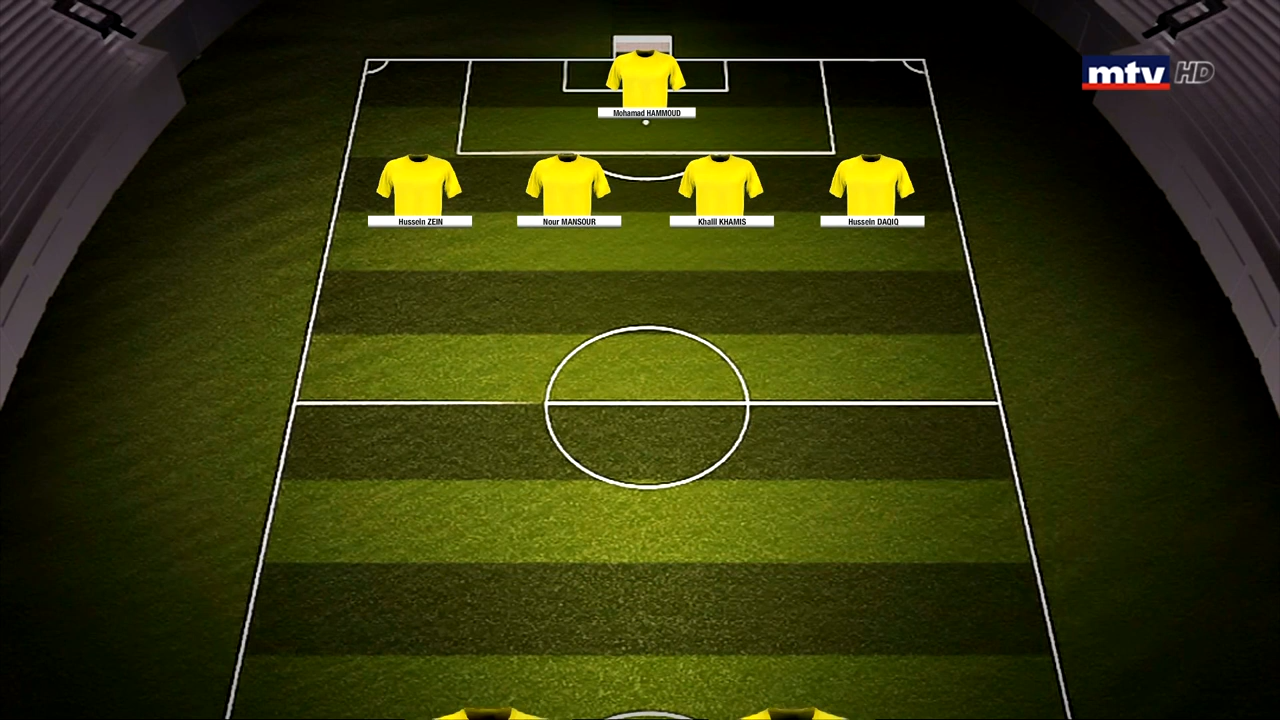 mtv HD
Mohamad HAMMOUD
Hussein ZEIN
Nour MANSOUR
Khalil KHAMIS
Hussein DAQIQ